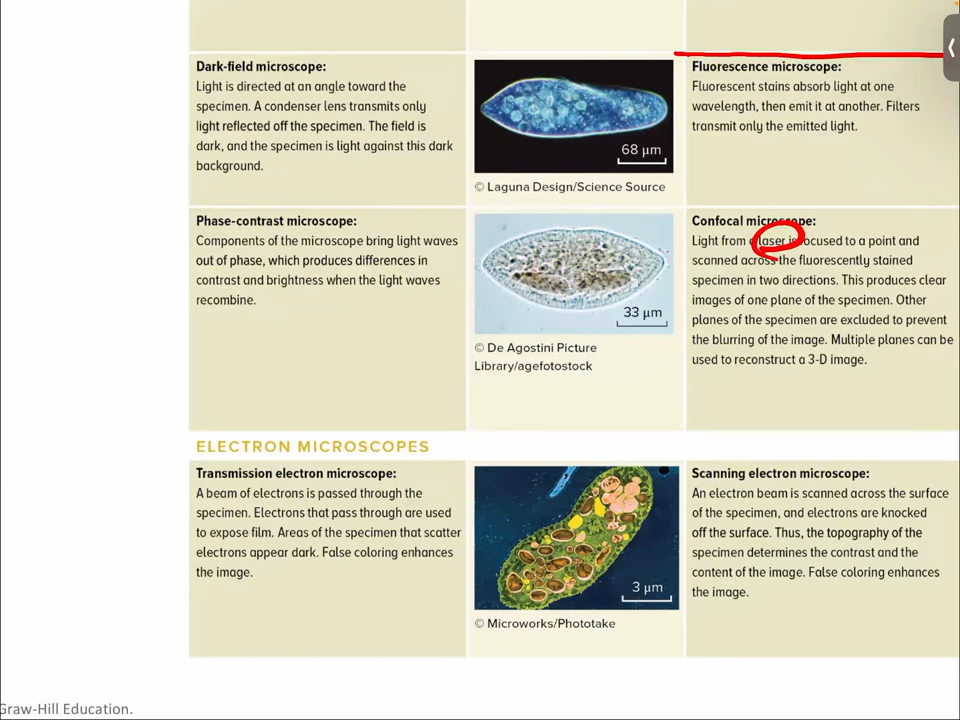 Dark-field microscope:
Light is directed at an angle toward the
specimen. A condenser lens transmits only
light reflected off the specimen. The field is
dark, and the specimen is light against this dark
background.
68 μm
© Laguna Design/Science Source
Fluorescence microscope:
Fluorescent stains absorb light at one
wavelength, then emit it at another. Filters
transmit only the emitted light.
Phase-contrast microscope:
Components of the microscope bring light waves
out of phase, which produces differences in
contrast and brightness when the light waves
recombine.
33 μm
© De Agostini Picture
Library/agefotostock
Confocal microscope:
Light from a laser is focused to a point and
scanned across the fluorescently stained
specimen in two directions. This produces clear
images of one plane of the specimen. Other
planes of the specimen are excluded to prevent
the blurring of the image. Multiple planes can be
used to reconstruct a 3-D image.
ELECTRON MICROSCOPES
Transmission electron microscope:
A beam of electrons is passed through the
specimen. Electrons that pass through are used
to expose film. Areas of the specimen that scatter
electrons appear dark. False coloring enhances
the image.
3 μm
© Microworks/Phototake
Scanning electron microscope:
An electron beam is scanned across the surface
of the specimen, and electrons are knocked
off the surface. Thus, the topography of the
specimen determines the contrast and the
content of the image. False coloring enhances
the image.
Graw-Hill Education.